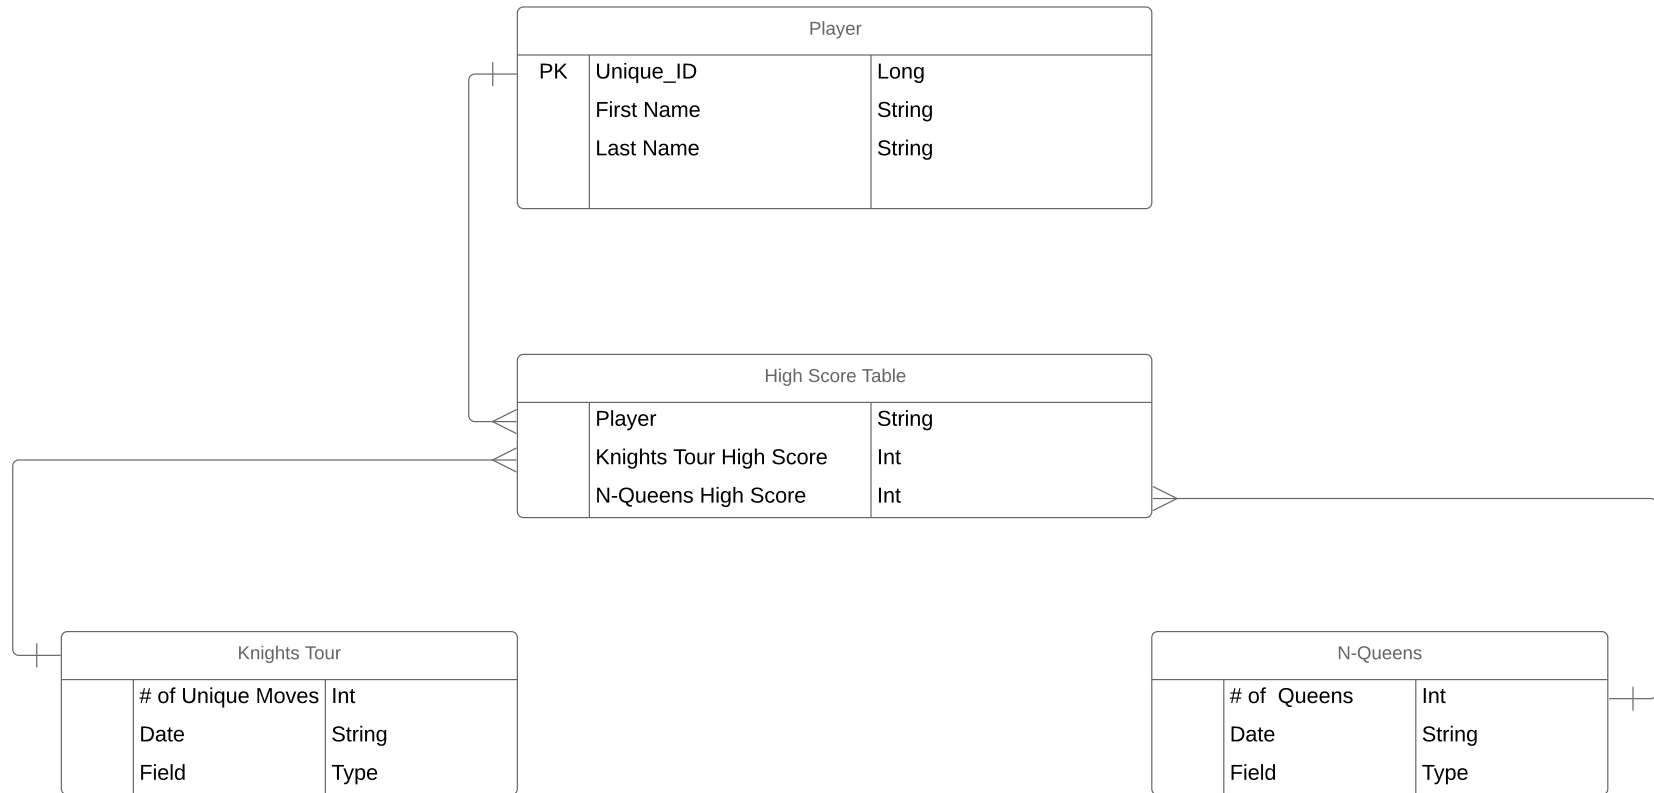 Player
PK Unique_ID Long
First Name String
Last Name String
High Score Table
Player String
Knights Tour High Score Int
N-Queens High Score Int
Knights Tour
# of Unique Moves Int
Date String
Field Type
N-Queens
# of  Queens Int
Date String
Field Type